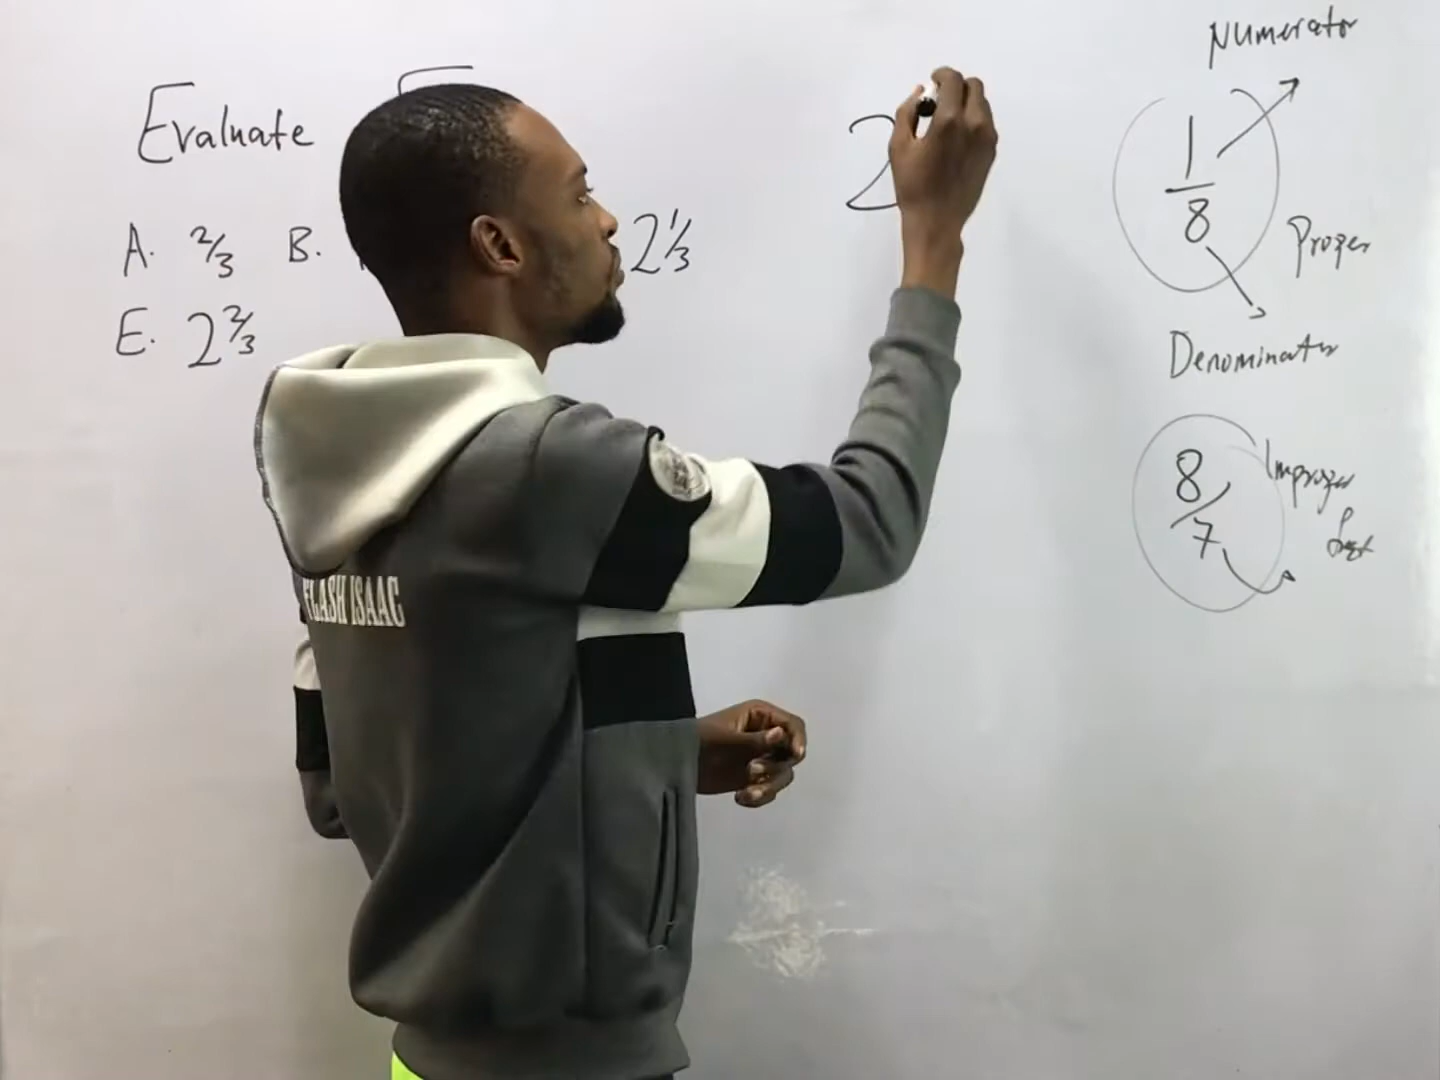 Evaluate
A. 2/3 B. 2 1/3
E. 2 2/3
2
Numerator
1/8
Proper
Denominator
8/7
Improper
FLASH ISAAC